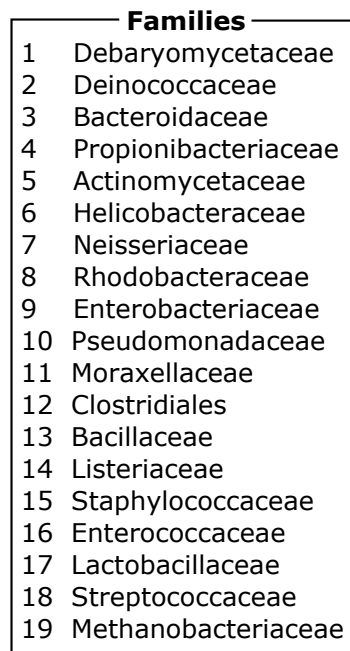 Families
1 Debaryomycetaceae
2 Deinococcaceae
3 Bacteroidaceae
4 Propionibacteriaceae
5 Actinomycetaceae
6 Helicobacteraceae
7 Neisseriaceae
8 Rhodobacteraceae
9 Enterobacteriaceae
10 Pseudomonadaceae
11 Moraxellaceae
12 Clostridiales
13 Bacillaceae
14 Listeriaceae
15 Staphylococcaceae
16 Enterococcaceae
17 Lactobacillaceae
18 Streptococcaceae
19 Methanobacteriaceae